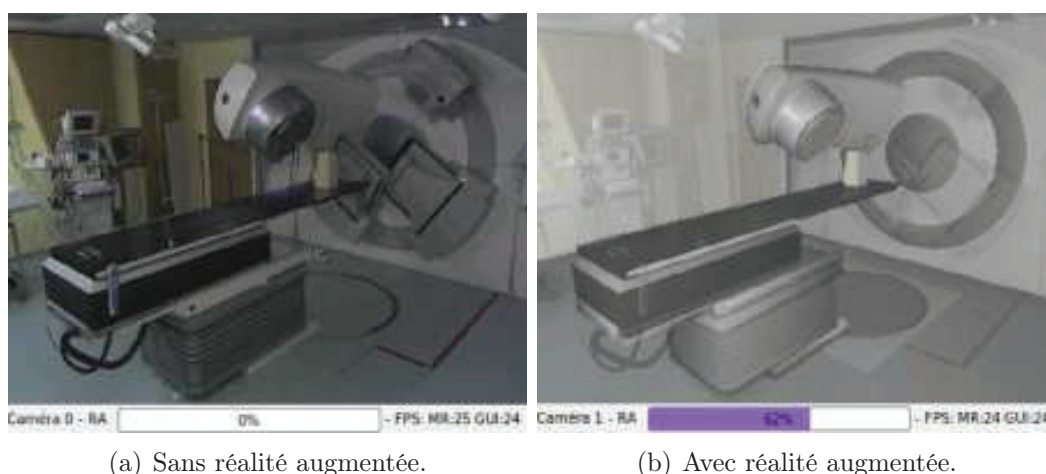 Caméra 0 - RA 0% - FPS: MR:25 GUI:24
Caméra 1 - RA 62% - FPS: MR:24 GUI:24
(a) Sans réalité augmentée.
(b) Avec réalité augmentée.